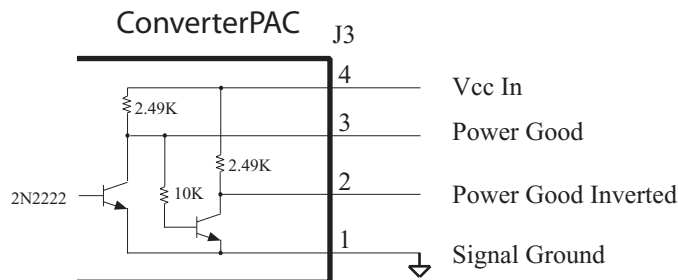 ConverterPAC
J3
4 Vcc In
2.49K
3 Power Good
2.49K
2N2222
10K
2 Power Good Inverted
1 Signal Ground